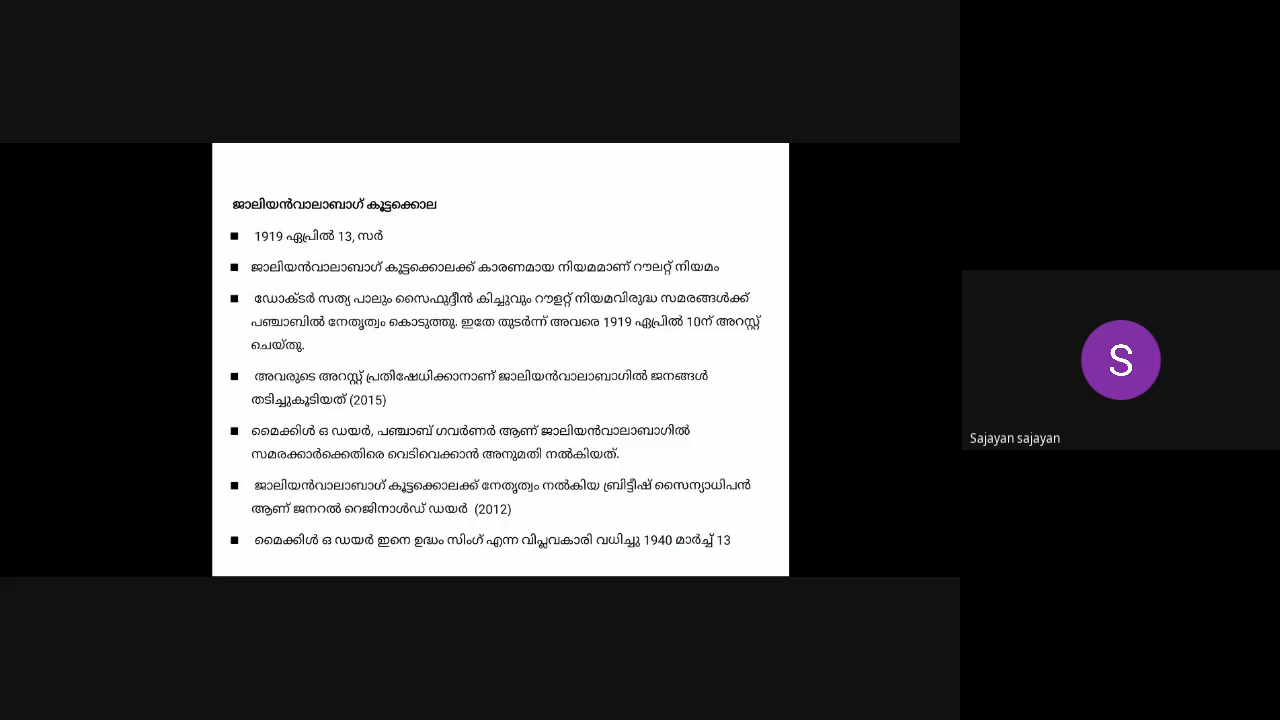 ജാലിയൻവാലാബാഗ് കൂട്ടക്കൊല
■ 1919 ഏപ്രിൽ 13, സർ
■ ജാലിയൻവാലാബാഗ് കൂട്ടക്കൊലക്ക് കാരണമായ നിയമമാണ് റൗലറ്റ് നിയമം
■ ഡോക്ടർ സത്യ പാലും സൈഫുദ്ദീൻ കിച്ചുവും റൗളറ്റ് നിയമവിരുദ്ധ സമരങ്ങൾക്ക്
പഞ്ചാബിൽ നേതൃത്വം കൊടുത്തു. ഇതേ തുടർന്ന് അവരെ 1919 ഏപ്രിൽ 10ന് അറസ്റ്റ്
ചെയ്തു.
■ അവരുടെ അറസ്റ്റ് പ്രതിഷേധിക്കാനാണ് ജാലിയൻവാലാബാഗിൽ ജനങ്ങൾ
തടിച്ചുകൂടിയത് (2015)
■ മൈക്കിൾ ഒ ഡയർ, പഞ്ചാബ് ഗവർണർ ആണ് ജാലിയൻവാലാബാഗിൽ
സമരക്കാർക്കെതിരെ വെടിവെക്കാൻ അനുമതി നൽകിയത്.
■ ജാലിയൻവാലാബാഗ് കൂട്ടക്കൊലക്ക് നേതൃത്വം നൽകിയ ബ്രിട്ടീഷ് സൈന്യാധിപൻ
ആണ് ജനറൽ റെജിനാൾഡ് ഡയർ (2012)
■ മൈക്കിൾ ഒ ഡയർ ഇനെ ഉദ്ധം സിംഗ് എന്ന വിപ്ലവകാരി വധിച്ചു 1940 മാർച്ച് 13
S
Sajayan sajayan